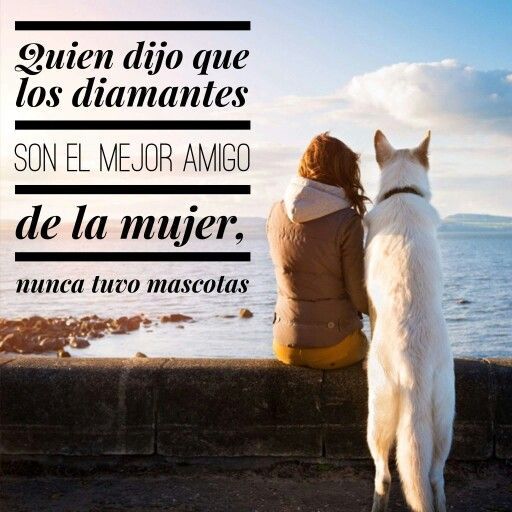 Quien dijo que
los diamantes
SON EL MEJOR AMIGO
de la mujer,
nunca tuvo mascotas